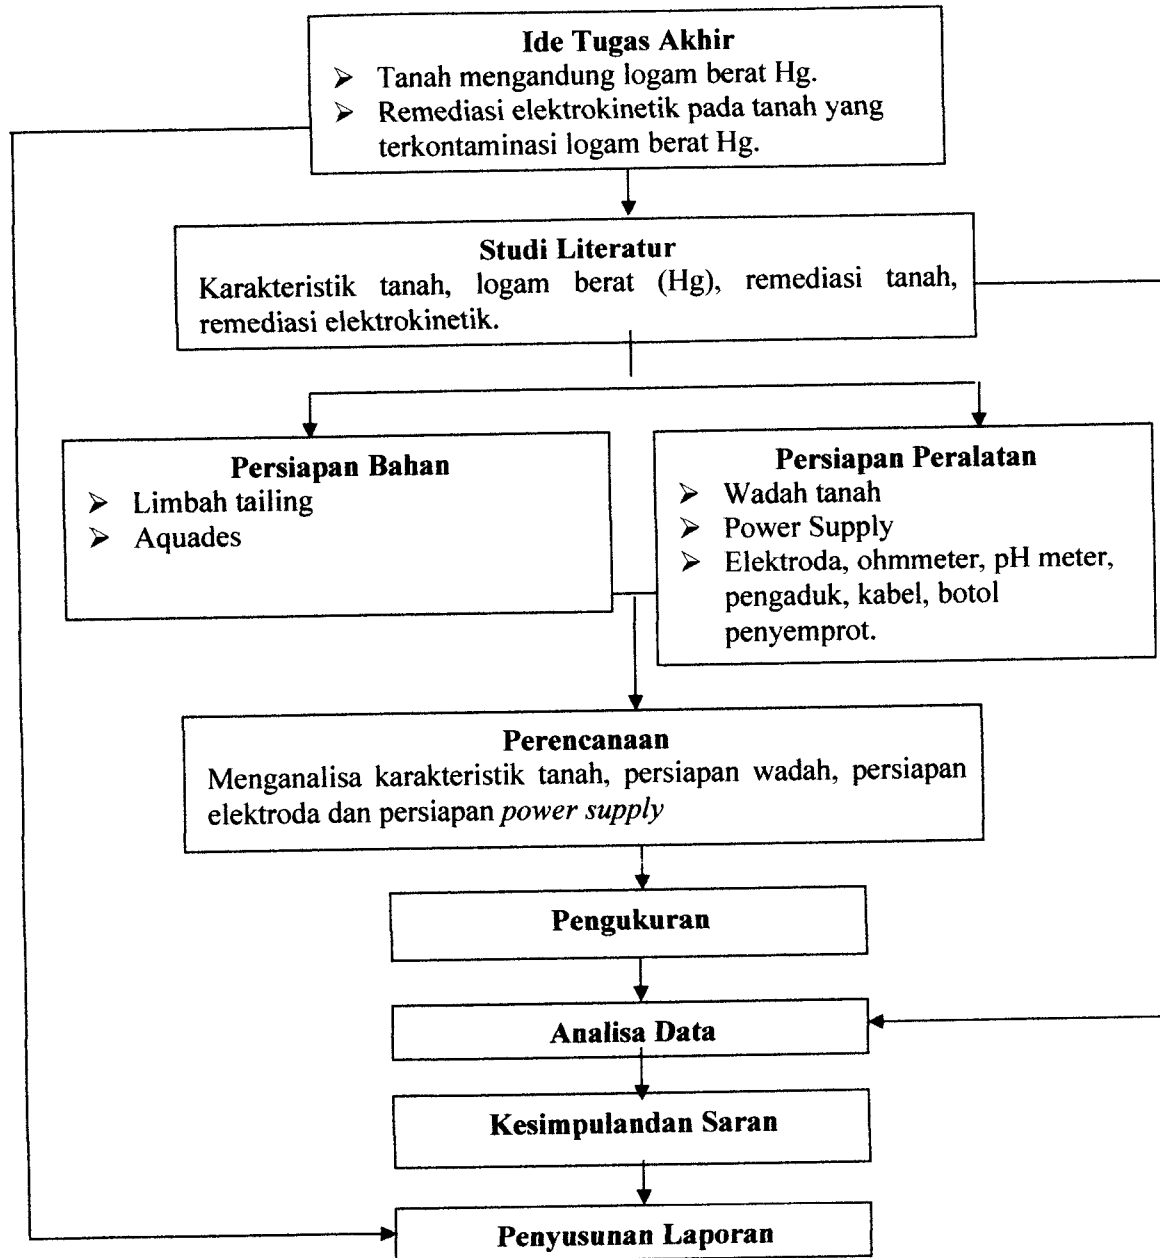 Ide Tugas Akhir
➢ Tanah mengandung logam berat Hg.
➢ Remediasi elektrokinetik pada tanah yang
terkontaminasi logam berat Hg.
Studi Literatur
Karakteristik tanah, logam berat (Hg), remediasi tanah,
remediasi elektrokinetik.
Persiapan Bahan
➢ Limbah tailing
➢ Aquades
Persiapan Peralatan
➢ Wadah tanah
➢ Power Supply
➢ Elektroda, ohmmeter, pH meter,
pengaduk, kabel, botol
penyemprot.
Perencanaan
Menganalisa karakteristik tanah, persiapan wadah, persiapan
elektroda dan persiapan power supply
Pengukuran
Analisa Data
Kesimpulandan Saran
Penyusunan Laporan